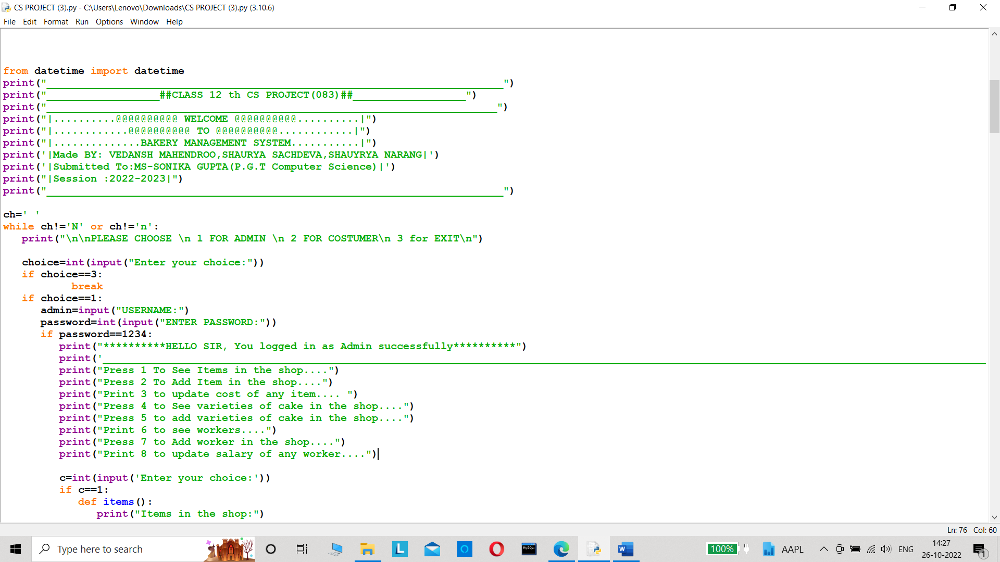 CS PROJECT (3).py - C:\Users\Lenovo\Downloads\CS PROJECT (3).py (3.10.6)
File Edit Format Run Options Window Help
from datetime import datetime
print("_________________________________________________________________________")
print("__________________##CLASS 12 th CS PROJECT(083)##__________________")
print("________________________________________________________________________")
print("|..........@@@@@@@@@@ WELCOME @@@@@@@@@@..........|")
print("|............@@@@@@@@@@ TO @@@@@@@@@@............|")
print("|..............BAKERY MANAGEMENT SYSTEM...........|")
print('|Made BY: VEDANSH MAHENDROO,SHAURYA SACHDEVA,SHAUYRYA NARANG|')
print('|Submitted To:MS-SONIKA GUPTA(P.G.T Computer Science)|')
print("|Session :2022-2023|")
print("_________________________________________________________________________")
ch=' '
while ch!='N' or ch!='n':
   print("\n\nPLEASE CHOOSE \n 1 FOR ADMIN \n 2 FOR COSTUMER\n 3 for EXIT\n")
   choice=int(input("Enter your choice:"))
   if choice==3:
           break
   if choice==1:
      admin=input("USERNAME:")
      password=int(input("ENTER PASSWORD:"))
      if password==1234:
         print("**********HELLO SIR, You logged in as Admin successfully**********")
         print('_____________________________________________________________________________________________________________________________________________
         print("Press 1 To See Items in the shop....")
         print("Press 2 To Add Item in the shop....")
         print("Print 3 to update cost of any item.... ")
         print("Press 4 to See varieties of cake in the shop....")
         print("Press 5 to add varieties of cake in the shop....")
         print("Print 6 to see workers....")
         print("Press 7 to Add worker in the shop....")
         print("Print 8 to update salary of any worker....")
         c=int(input('Enter your choice:'))
         if c==1:
            def items():
               print("Items in the shop:")
Ln: 76 Col: 60
Type here to search
L
MySQL
W
100%
AAPL
ENG
14:27
26-10-2022
1